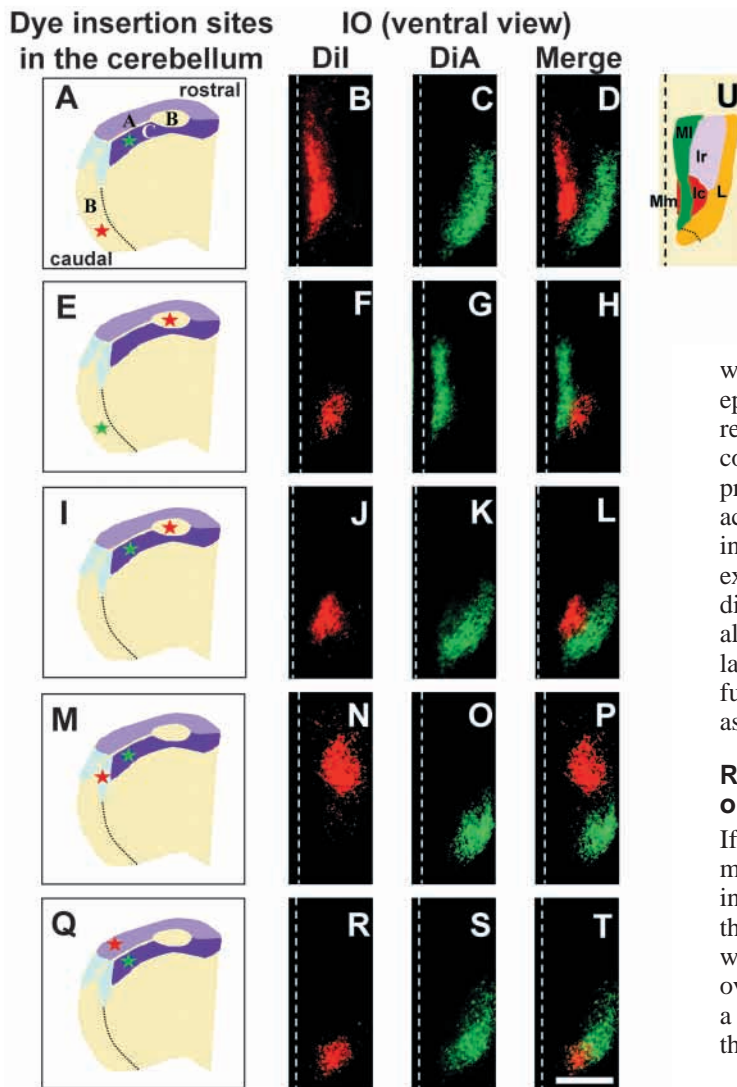 Dye insertion sites
in the cerebellum
IO (ventral view)
DiI
DiA
Merge
A
rostral
A
B
C
B
caudal
B
C
D
U
Ml
Ir
Mm
Ic
L
E
F
G
H
I
J
K
L
M
N
O
P
Q
R
S
T
w
ep
re
co
pr
ac
in
ex
di
al
la
fu
as
R
o
If
m
in
th
w
ov
a
th